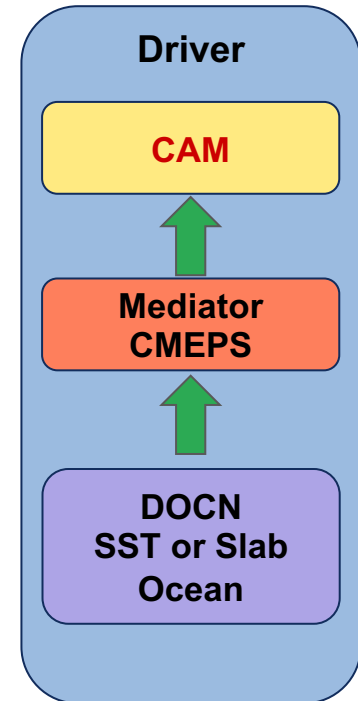 Driver
CAM
Mediator
CMEPS
DOCN
SST or Slab
Ocean